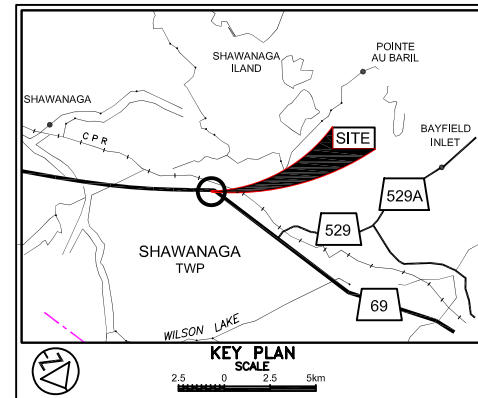 SHAWANAGA
ILAND
POINTE
AU BARIL
SHAWANAGA
CPR
SITE
BAYFIELD
INLET
529A
529
SHAWANAGA
TWP
69
WILSON LAKE
KEY PLAN
SCALE
2.5 0 2.5 5km
N